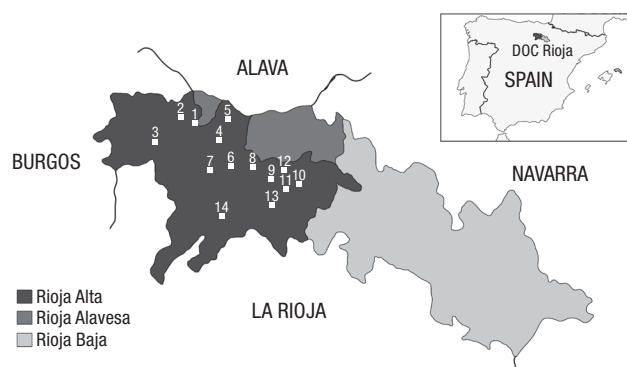 DOC Rioja
SPAIN
ALAVA
2
1
5
3
4
BURGOS
7
6
8
12
NAVARRA
9
11
10
13
14
Rioja Alta
Rioja Alavesa
LA RIOJA
Rioja Baja